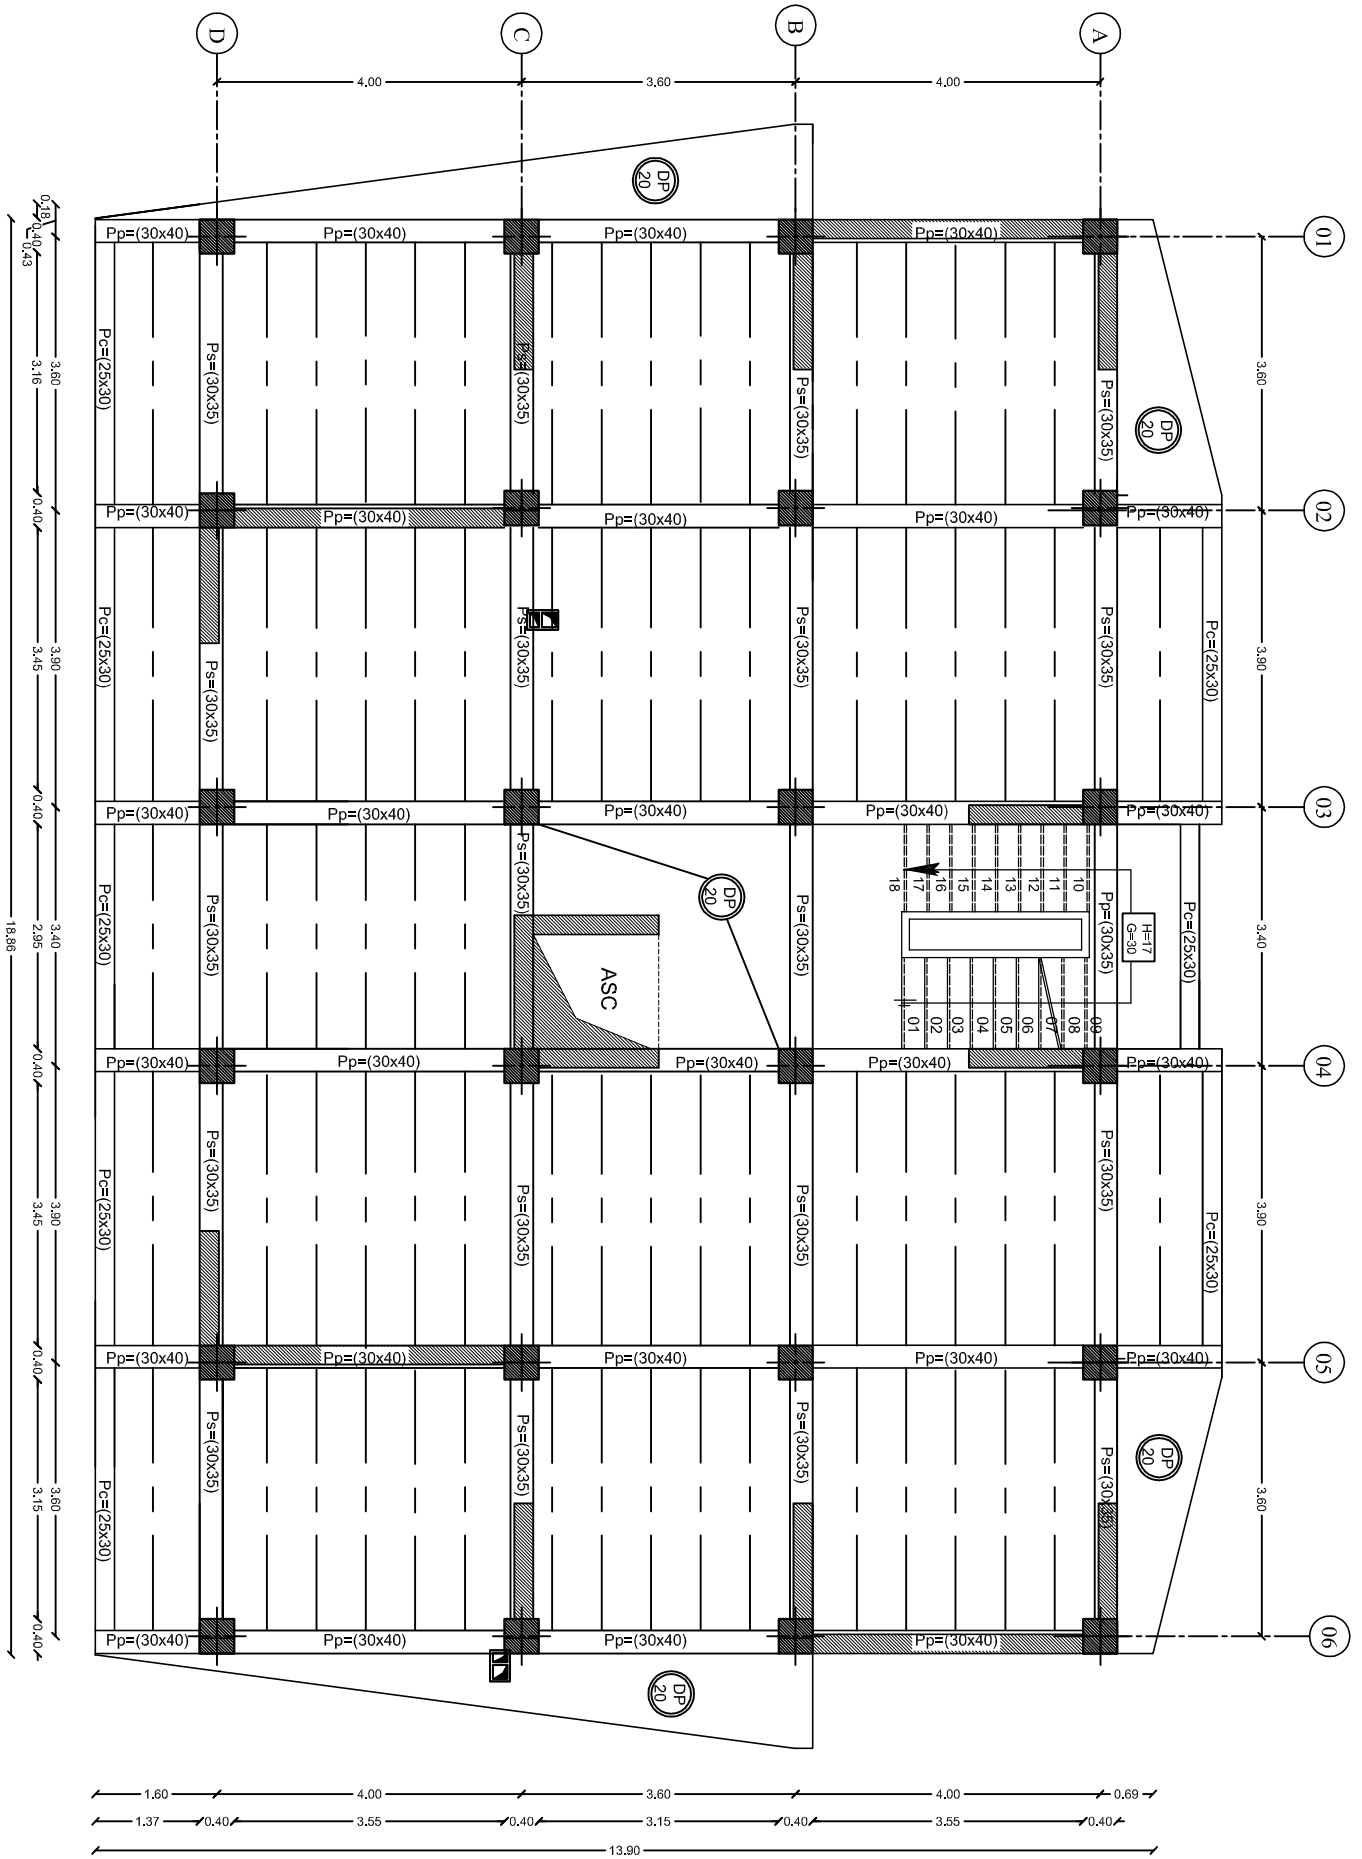 D
C
B
A
4.00
3.60
4.00
DP
20
01
0.18
0.40
0.43
Pp=(30x40)
Pp=(30x40)
Pp=(30x40)
Pp=(30x40)
3.60
3.16
3.60
Pc=(25x30)
Ps=(30x35)
Ps=(30x35)
Ps=(30x35)
Ps=(30x35)
DP
20
02
0.40
Pp=(30x40)
Pp=(30x40)
Pp=(30x40)
Pp=(30x40)
Pp=(30x40)
3.90
3.45
3.90
Pc=(25x30)
Ps=(30x35)
Ps=(30x35)
Ps=(30x35)
Ps=(30x35)
Pc=(25x30)
03
0.40
Pp=(30x40)
Pp=(30x40)
Pp=(30x40)
Pp=(30x40)
Pp=(30x40)
18
17
16
15
14
13
12
11
10
3.40
2.95
3.40
18.86
Pc=(25x30)
Ps=(30x35)
Ps=(30x35)
DP
20
Ps=(30x35)
Pp=(30x35)
H=17
G=30
Pc=(25x30)
ASC
01
02
03
04
05
06
07
08
09
04
0.40
Pp=(30x40)
Pp=(30x40)
Pp=(30x40)
Pp=(30x40)
Pp=(30x40)
3.90
3.45
3.90
Pc=(25x30)
Ps=(30x35)
Ps=(30x35)
Ps=(30x35)
Ps=(30x35)
Pc=(25x30)
05
0.40
Pp=(30x40)
Pp=(30x40)
Pp=(30x40)
Pp=(30x40)
Pp=(30x40)
3.60
3.15
3.60
Pc=(25x30)
Ps=(30x35)
Ps=(30x35)
Ps=(30x35)
Ps=(30x35)
DP
20
06
0.40
Pp=(30x40)
Pp=(30x40)
Pp=(30x40)
Pp=(30x40)
DP
20
1.60
4.00
3.60
4.00
0.69
1.37
0.40
3.55
0.40
3.15
0.40
3.55
0.40
13.90